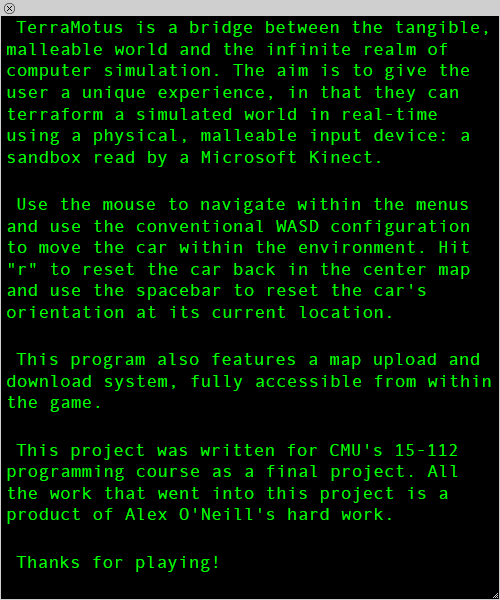 TerraMotus is a bridge between the tangible,
malleable world and the infinite realm of
computer simulation. The aim is to give the
user a unique experience, in that they can
terraform a simulated world in real-time
using a physical, malleable input device: a
sandbox read by a Microsoft Kinect.
Use the mouse to navigate within the menus
and use the conventional WASD configuration
to move the car within the environment. Hit
"r" to reset the car back in the center map
and use the spacebar to reset the car's
orientation at its current location.
This program also features a map upload and
download system, fully accessible from within
the game.
This project was written for CMU's 15-112
programming course as a final project. All
the work that went into this project is a
product of Alex O'Neill's hard work.
Thanks for playing!